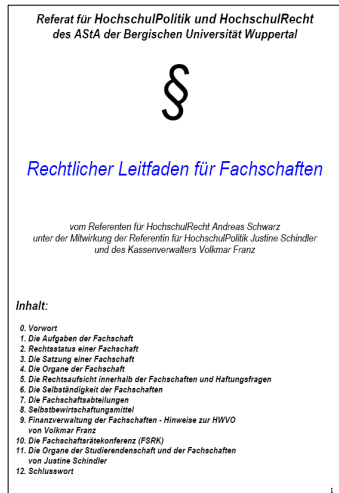 Referat für HochschulPolitik und HochschulRecht
des AStA der Bergischen Universität Wuppertal
§
Rechtlicher Leitfaden für Fachschaften
vom Referenten für HochschulRecht Andreas Schwarz
unter der Mitwirkung der Referentin für HochschulPolitik Justine Schindler
und des Kassenverwalters Volkmar Franz
Inhalt:
0. Vorwort
1. Die Aufgaben der Fachschaft
2. Rechtsstatus einer Fachschaft
3. Die Satzung einer Fachschaft
4. Die Organe der Fachschaft
5. Die Rechtsaufsicht innerhalb der Fachschaften und Haftungsfragen
6. Die Selbständigkeit der Fachschaften
7. Die Fachschaftsabteilungen
8. Selbstbewirtschaftungsmittel
9. Finanzverwaltung der Fachschaften - Hinweise zur HWVO
von Volkmar Franz
10. Die Fachschaftsrätekonferenz (FSRK)
11. Die Organe der Studierendenschaft und der Fachschaften
von Justine Schindler
12. Schlusswort
1